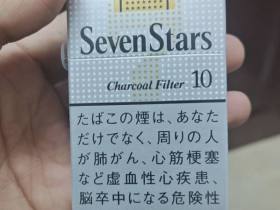 SevenStars
Charcoal Filter 10
たばこの煙は、あなた
だけでなく、周りの人
が肺がん、心筋梗塞
など虚血性心疾患、
脳卒中になる危険性